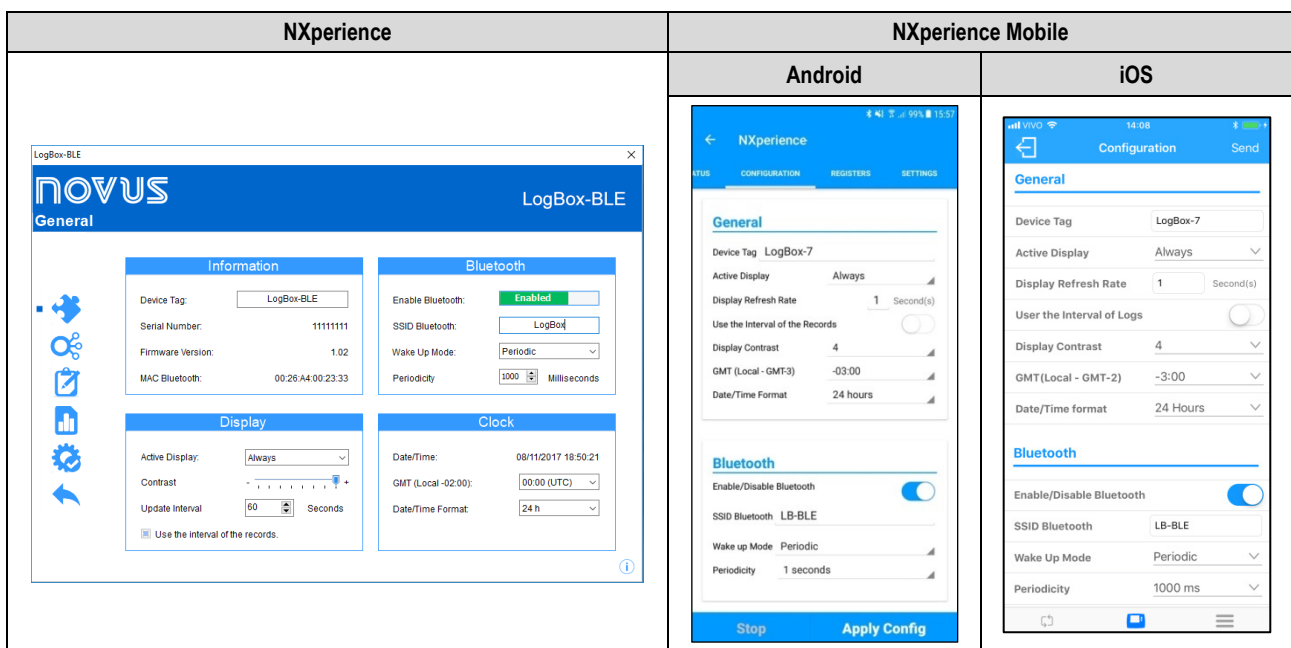 NXperience
NXperience Mobile
Android
iOS
LogBox-BLE
NOVUS
LogBox-BLE
General
Information
Device Tag: LogBox-BLE
Serial Number: 11111111
Firmware Version: 1.02
MAC Bluetooth: 00:26:A4:00:23:33
Bluetooth
Enable Bluetooth: Enabled
SSID Bluetooth: LogBox
Wake Up Mode: Periodic
Periodicity 1000 Milliseconds
Display
Active Display: Always
Contrast - +
Update Interval 60 Seconds
Use the interval of the records.
Clock
Date/Time: 08/11/2017 18:50:21
GMT (Local -02:00): 00:00 (UTC)
Date/Time Format: 24 h
99% 15:57
NXperience
ATUS CONFIGURATION REGISTERS SETTINGS
General
Device Tag LogBox-7
Active Display Always
Display Refresh Rate 1 Second(s)
Use the Interval of the Records
Display Contrast 4
GMT (Local - GMT-3) -03:00
Date/Time Format 24 hours
Bluetooth
Enable/Disable Bluetooth
SSID Bluetooth LB-BLE
Wake up Mode Periodic
Periodicity 1 seconds
Stop Apply Config
VIVO 14:08
Configuration Send
General
Device Tag LogBox-7
Active Display Always
Display Refresh Rate 1 Second(s)
User the Interval of Logs
Display Contrast 4
GMT(Local - GMT-2) -3:00
Date/Time format 24 Hours
Bluetooth
Enable/Disable Bluetooth
SSID Bluetooth LB-BLE
Wake Up Mode Periodic
Periodicity 1000 ms